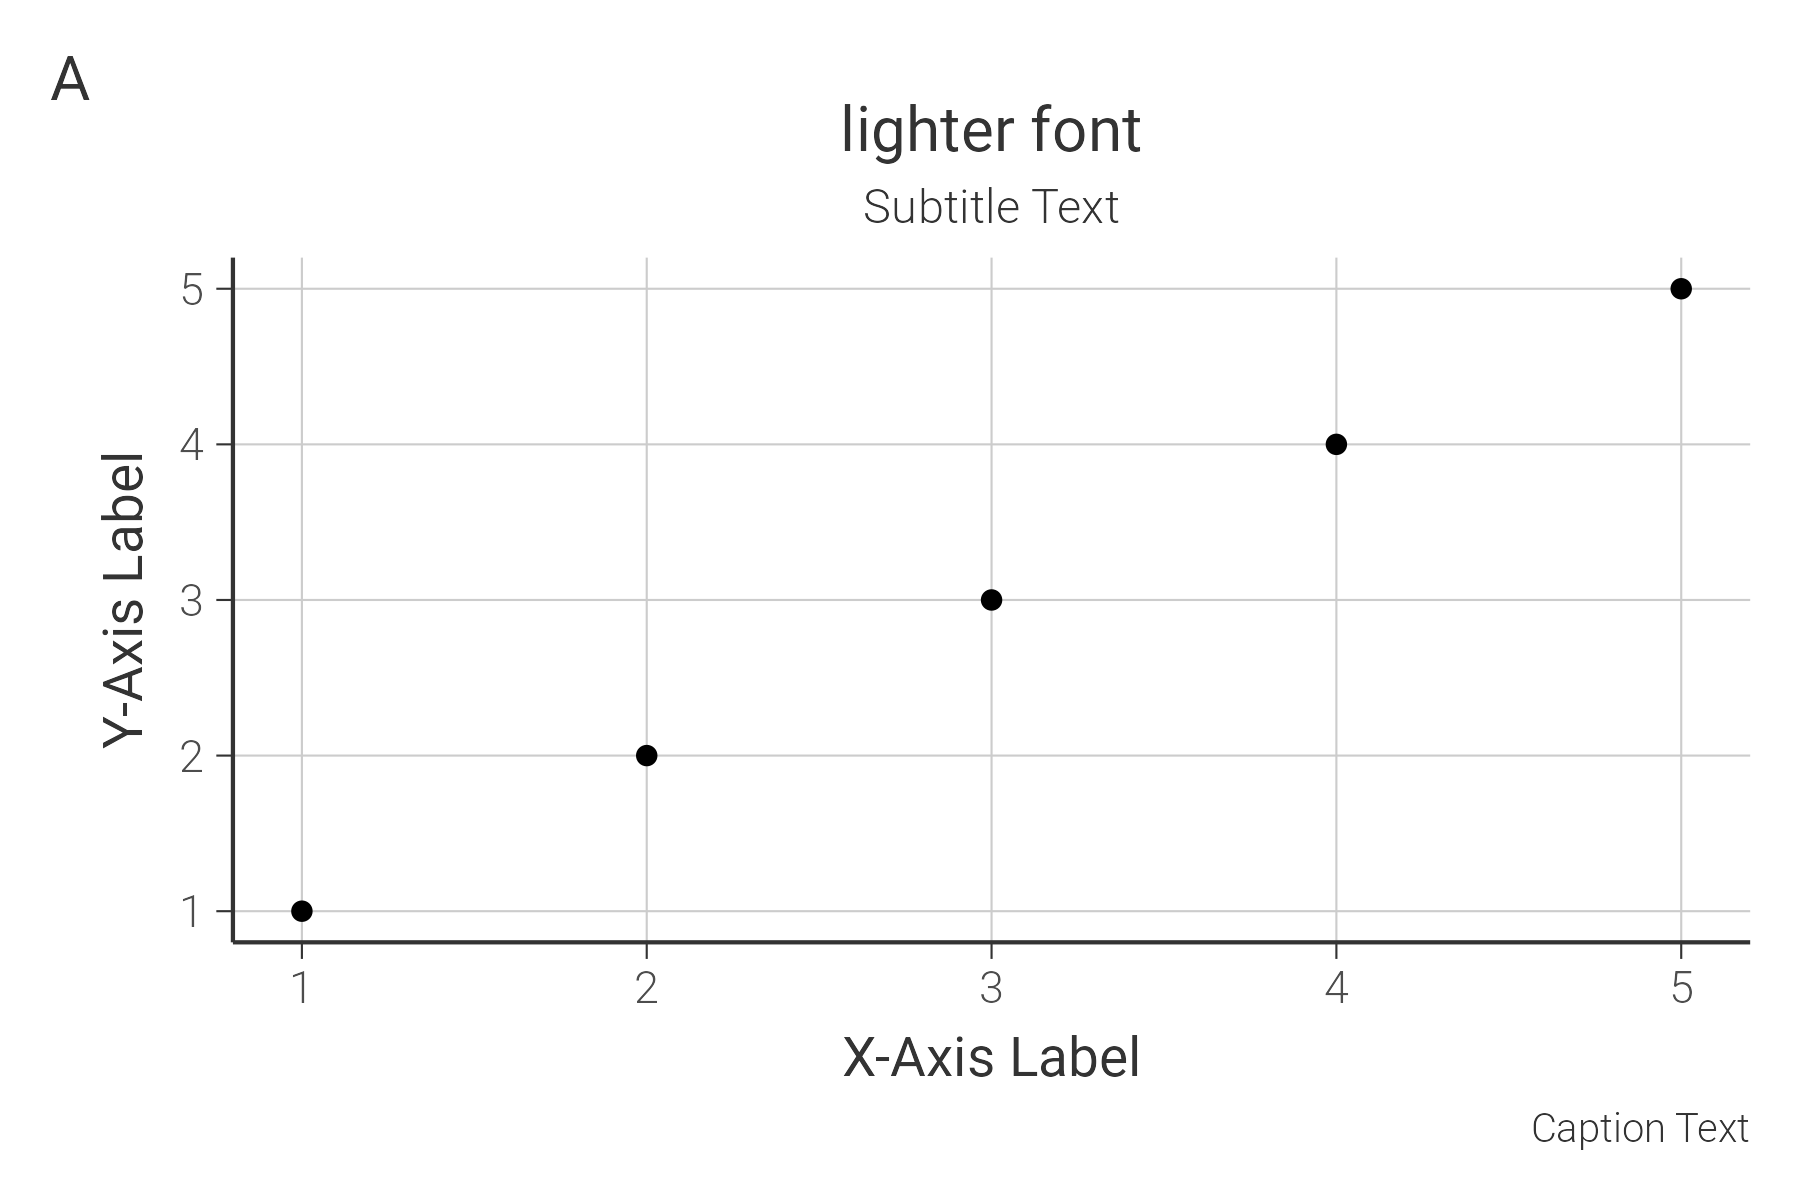 A
lighter font
Subtitle Text
5
4
3
2
1
Y-Axis Label
1 2 3 4 5
X-Axis Label
Caption Text